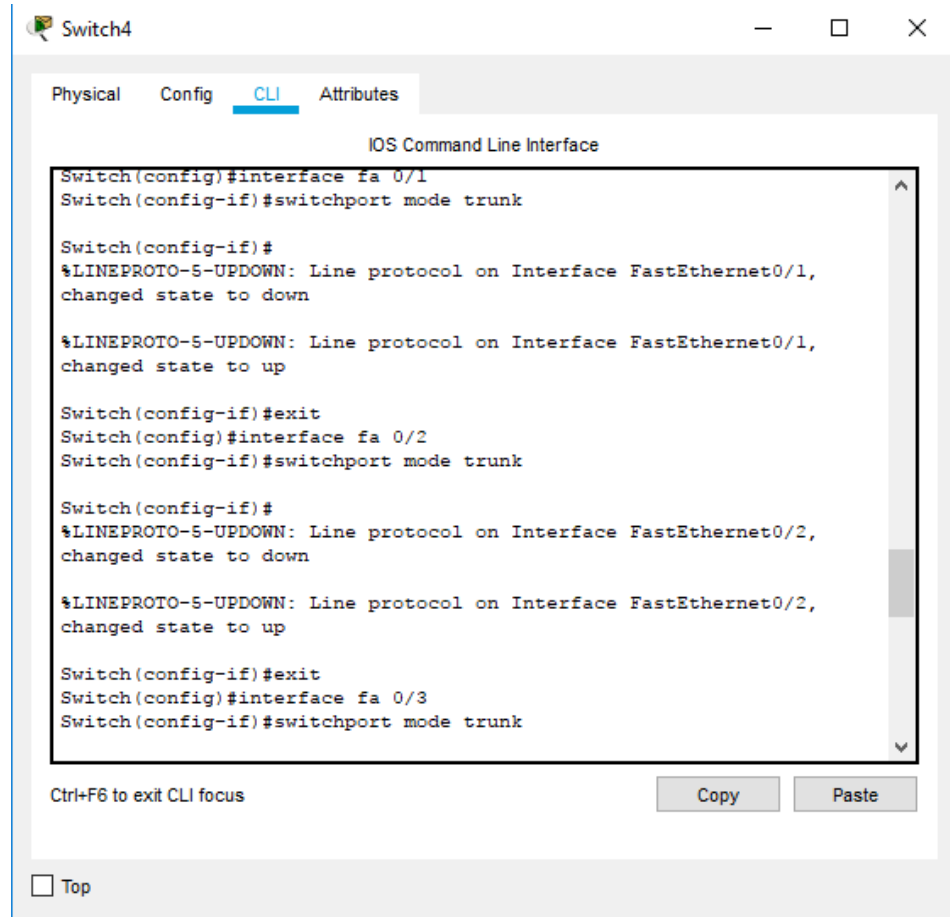 Switch4
Physical Config CLI Attributes
IOS Command Line Interface
Switch(config)#interface fa 0/1
Switch(config-if)#switchport mode trunk
Switch(config-if)#
%LINEPROTO-5-UPDOWN: Line protocol on Interface FastEthernet0/1,
changed state to down
%LINEPROTO-5-UPDOWN: Line protocol on Interface FastEthernet0/1,
changed state to up
Switch(config-if)#exit
Switch(config)#interface fa 0/2
Switch(config-if)#switchport mode trunk
Switch(config-if)#
%LINEPROTO-5-UPDOWN: Line protocol on Interface FastEthernet0/2,
changed state to down
%LINEPROTO-5-UPDOWN: Line protocol on Interface FastEthernet0/2,
changed state to up
Switch(config-if)#exit
Switch(config)#interface fa 0/3
Switch(config-if)#switchport mode trunk
Ctrl+F6 to exit CLI focus Copy Paste
Top